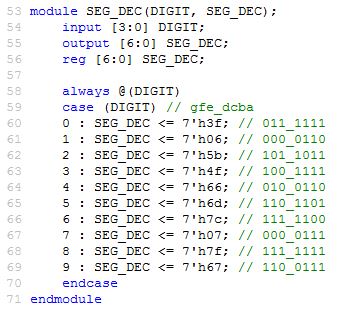 53 module SEG_DEC(DIGIT, SEG_DEC);
54     input [3:0] DIGIT;
55     output [6:0] SEG_DEC;
56     reg [6:0] SEG_DEC;
57
58     always @(DIGIT)
59     case (DIGIT) // gfe_dcba
60     0 : SEG_DEC <= 7'h3f; // 011_1111
61     1 : SEG_DEC <= 7'h06; // 000_0110
62     2 : SEG_DEC <= 7'h5b; // 101_1011
63     3 : SEG_DEC <= 7'h4f; // 100_1111
64     4 : SEG_DEC <= 7'h66; // 010_0110
65     5 : SEG_DEC <= 7'h6d; // 110_1101
66     6 : SEG_DEC <= 7'h7c; // 111_1100
67     7 : SEG_DEC <= 7'h07; // 000_0111
68     8 : SEG_DEC <= 7'h7f; // 111_1111
69     9 : SEG_DEC <= 7'h67; // 110_0111
70     endcase
71 endmodule